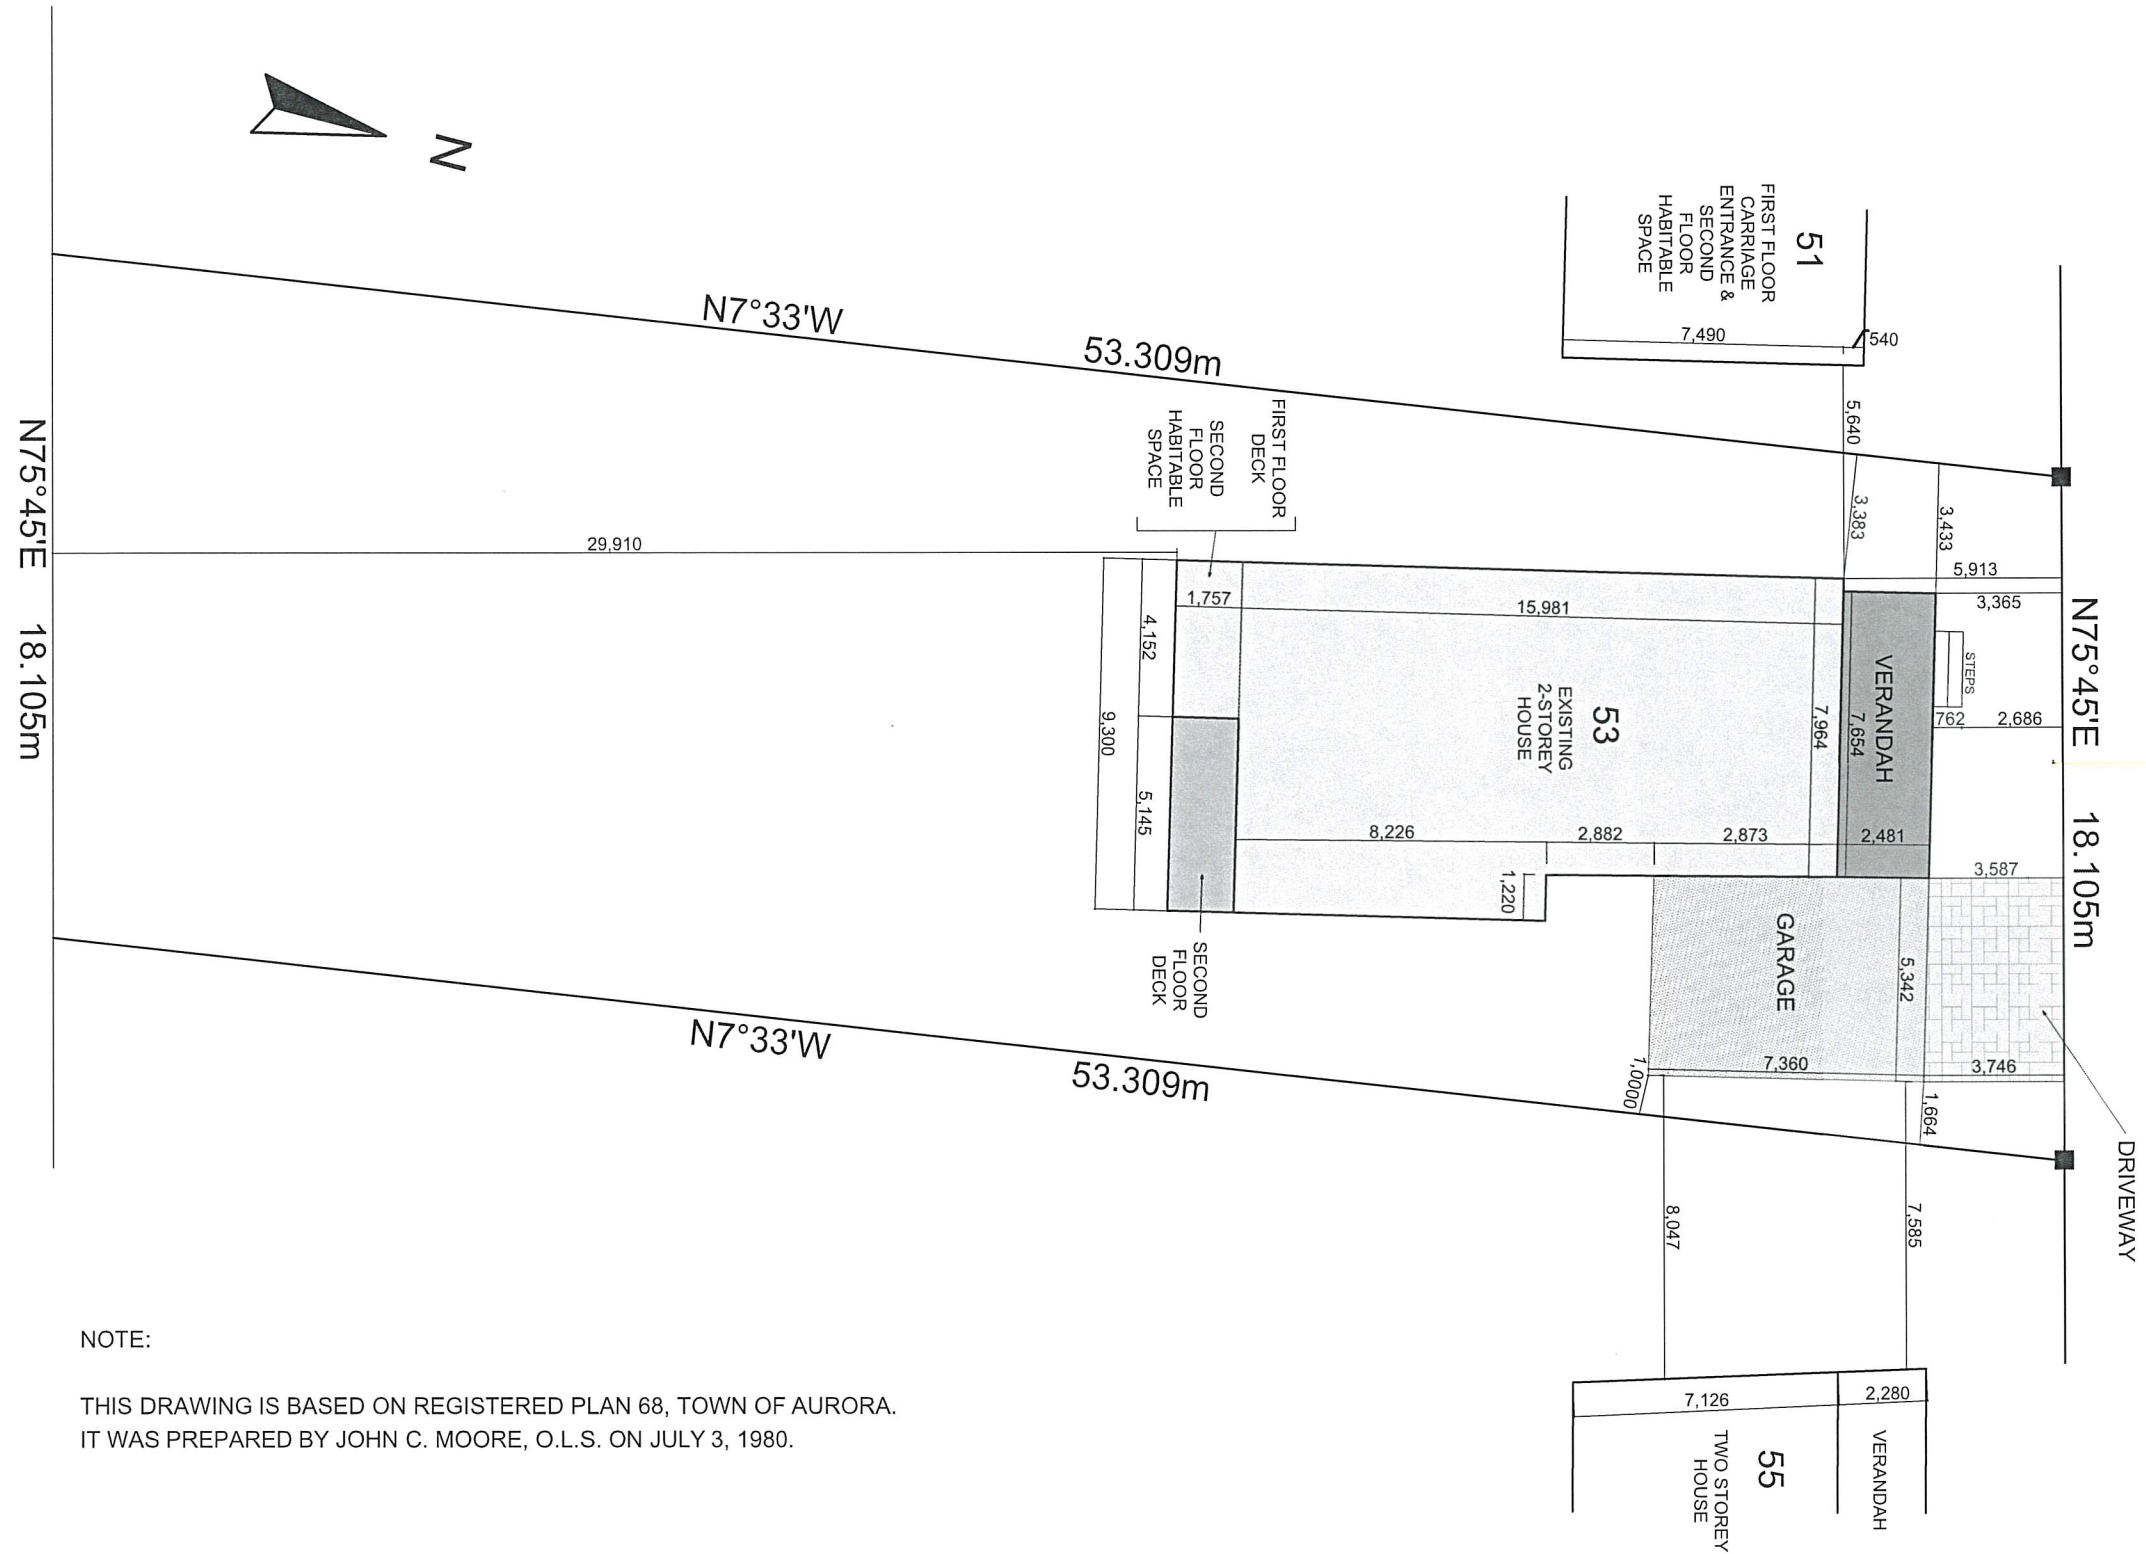 N
N7°33'W
53.309m
51
FIRST FLOOR
CARRIAGE
ENTRANCE &
SECOND
FLOOR
HABITABLE
SPACE
7,490
540
5,640
3,383
3,433
5,913
3,365
FIRST FLOOR
DECK
SECOND
FLOOR
HABITABLE
SPACE
N75°45'E 18.105m
29,910
1,757
15,981
4,152
9,300
5,145
53
EXISTING
2-STOREY
HOUSE
7,964
7,654
VERANDAH
STEPS
762
2,686
8,226
2,882
2,873
2,481
1,220
3,587
N75°45'E 18.105m
GARAGE
5,342
7,360
3,746
SECOND
FLOOR
DECK
1,0000
1,664
DRIVEWAY
N7°33'W
53.309m
8,047
7,585
7,126
2,280
55
TWO STOREY
HOUSE
VERANDAH
NOTE:
THIS DRAWING IS BASED ON REGISTERED PLAN 68, TOWN OF AURORA.
IT WAS PREPARED BY JOHN C. MOORE, O.L.S. ON JULY 3, 1980.